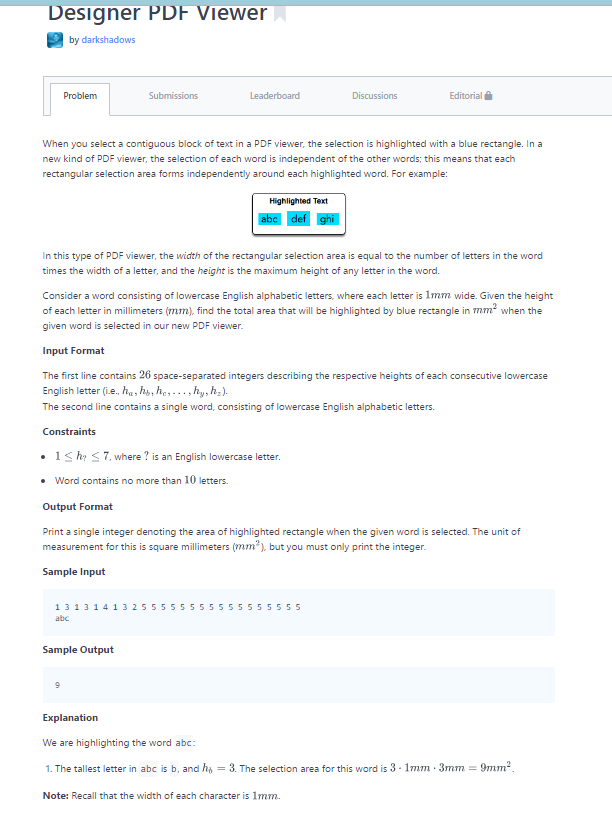 Designer PDF Viewer
by darkshadows
Problem Submissions Leaderboard Discussions Editorial
When you select a contiguous block of text in a PDF viewer, the selection is highlighted with a blue rectangle. In a
new kind of PDF viewer, the selection of each word is independent of the other words; this means that each
rectangular selection area forms independently around each highlighted word. For example:
Highlighted Text
abc def ghi
In this type of PDF viewer, the width of the rectangular selection area is equal to the number of letters in the word
times the width of a letter, and the height is the maximum height of any letter in the word.
Consider a word consisting of lowercase English alphabetic letters, where each letter is 1mm wide. Given the height
of each letter in millimeters (mm), find the total area that will be highlighted by blue rectangle in mm² when the
given word is selected in our new PDF viewer.
Input Format
The first line contains 26 space-separated integers describing the respective heights of each consecutive lowercase
English letter (i.e., hₐ, h_b, h_c, . . . , h_y, h_z).
The second line contains a single word, consisting of lowercase English alphabetic letters.
Constraints
• 1 ≤ h_? ≤ 7, where ? is an English lowercase letter.
• Word contains no more than 10 letters.
Output Format
Print a single integer denoting the area of highlighted rectangle when the given word is selected. The unit of
measurement for this is square millimeters (mm²), but you must only print the integer.
Sample Input
1 3 1 3 1 4 1 3 2 5 5 5 5 5 5 5 5 5 5 5 5 5 5 5 5 5
abc
Sample Output
9
Explanation
We are highlighting the word abc:
1. The tallest letter in abc is b, and h_b = 3. The selection area for this word is 3 · 1mm · 3mm = 9mm².
Note: Recall that the width of each character is 1mm.